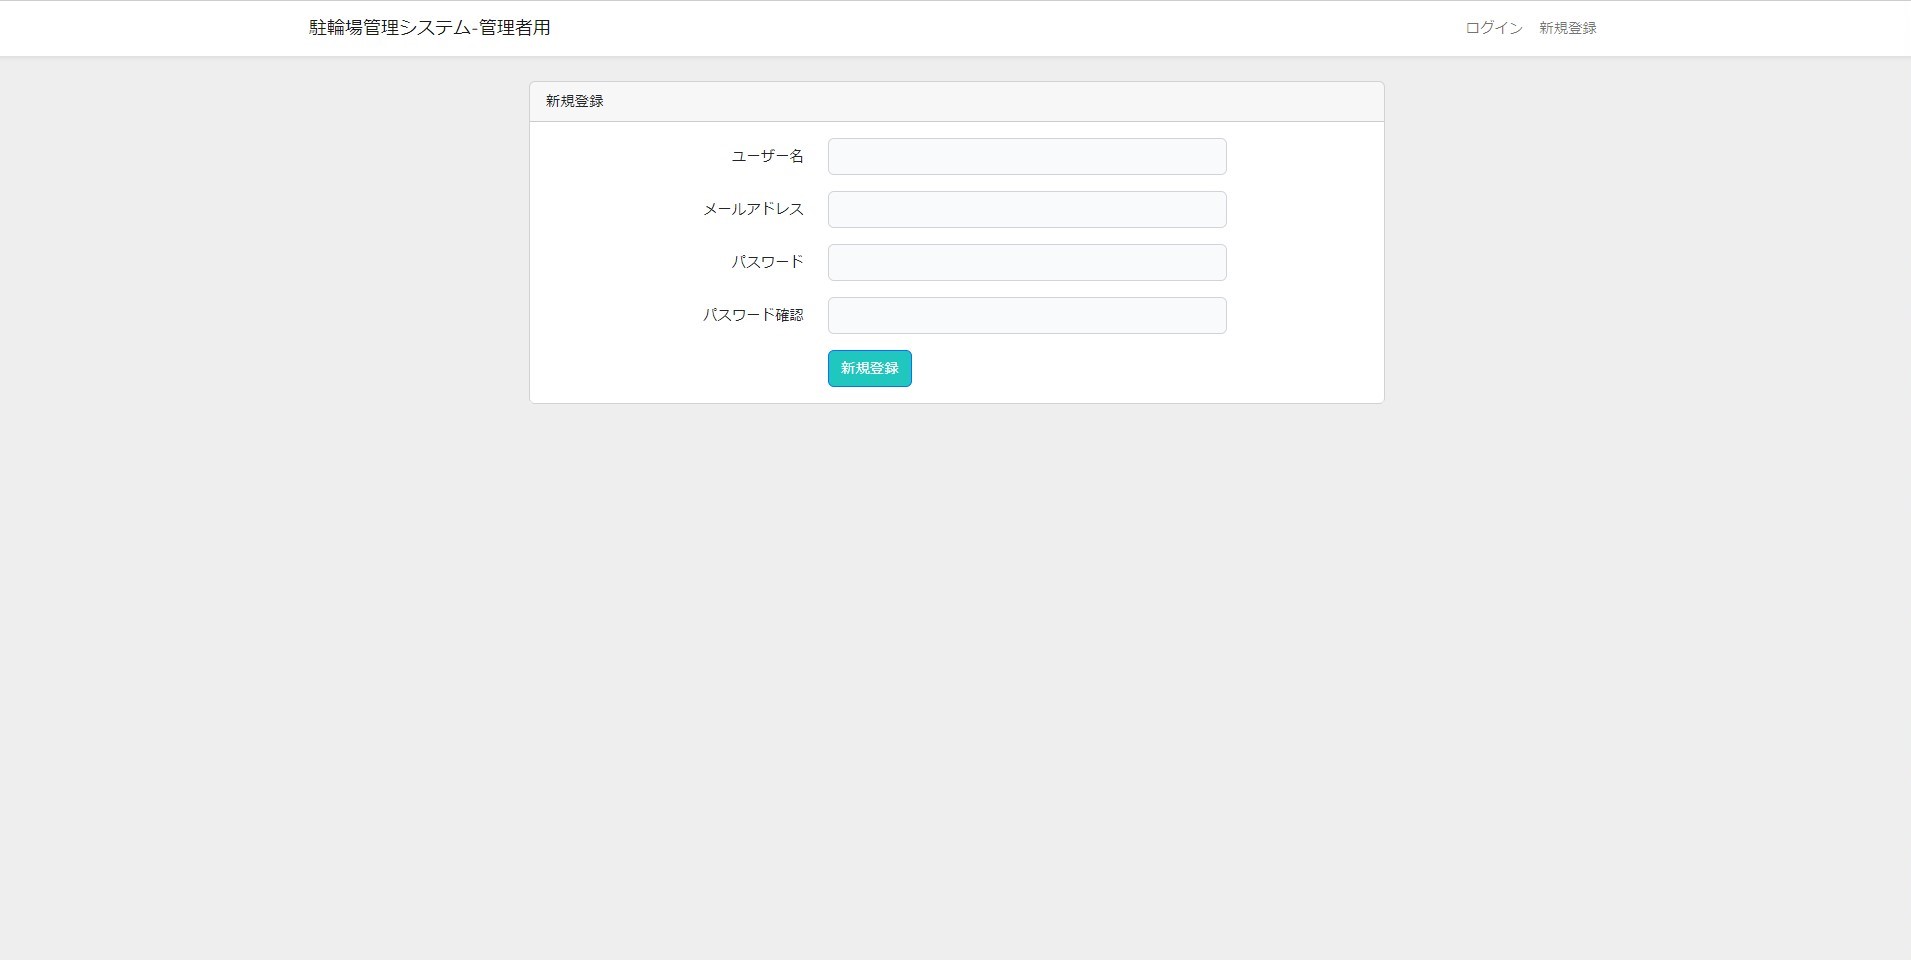 駐輪場管理システム-管理者用
ログイン 新規登録
新規登録
ユーザー名
メールアドレス
パスワード
パスワード確認
新規登録